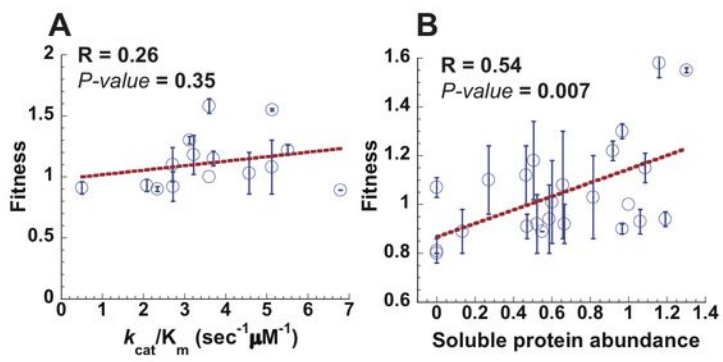 A
R = 0.26
P-value = 0.35
Fitness
2
1.5
1
0.5
0
0 1 2 3 4 5 6 7
kcat/Km (sec-1μM-1)
B
R = 0.54
P-value = 0.007
Fitness
1.6
1.4
1.2
1.0
0.8
0.6
0 0.2 0.4 0.6 0.8 1 1.2 1.4
Soluble protein abundance